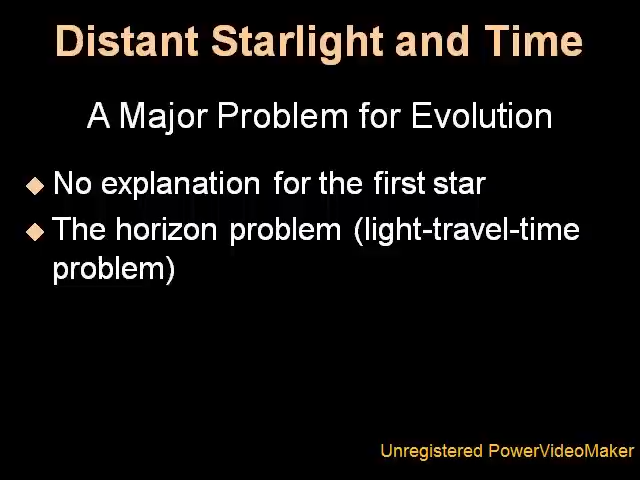 Distant Starlight and Time
A Major Problem for Evolution
No explanation for the first star
The horizon problem (light-travel-time
problem)
Unregistered PowerVideoMaker